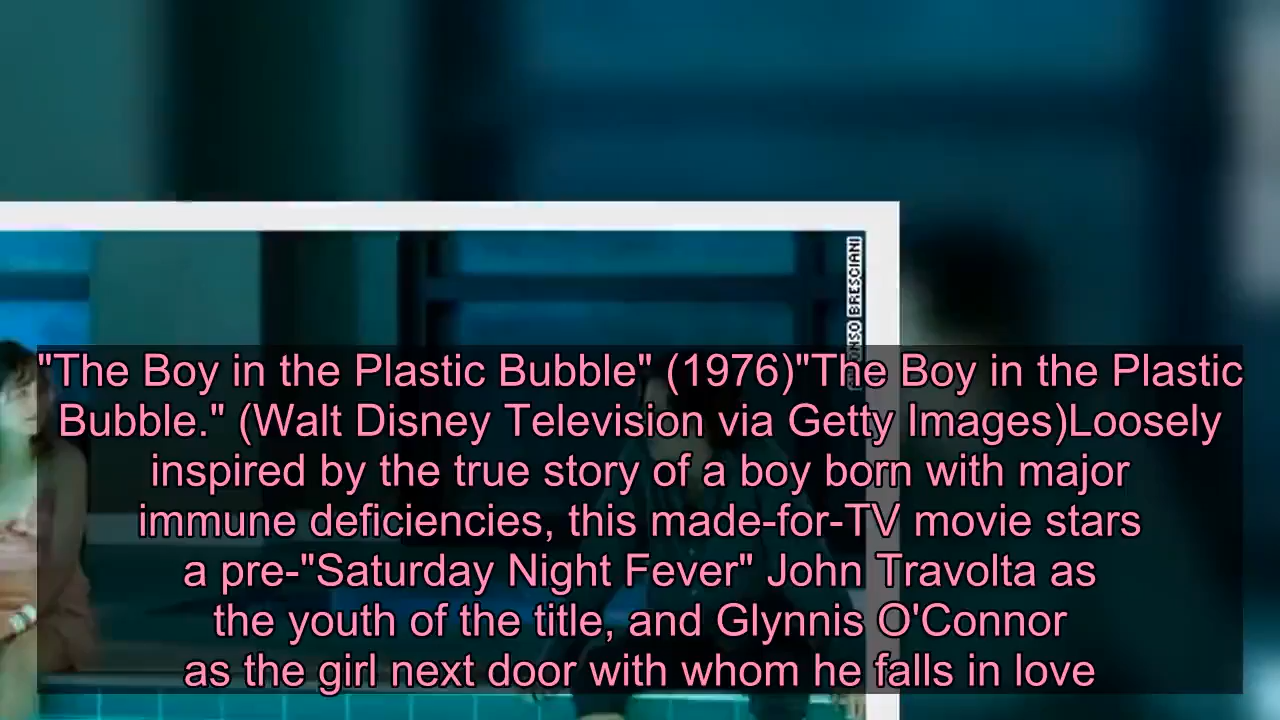 BRESCIANI
"The Boy in the Plastic Bubble" (1976)"The Boy in the Plastic
Bubble." (Walt Disney Television via Getty Images)Loosely
inspired by the true story of a boy born with major
immune deficiencies, this made-for-TV movie stars
a pre-"Saturday Night Fever" John Travolta as
the youth of the title, and Glynnis O'Connor
as the girl next door with whom he falls in love